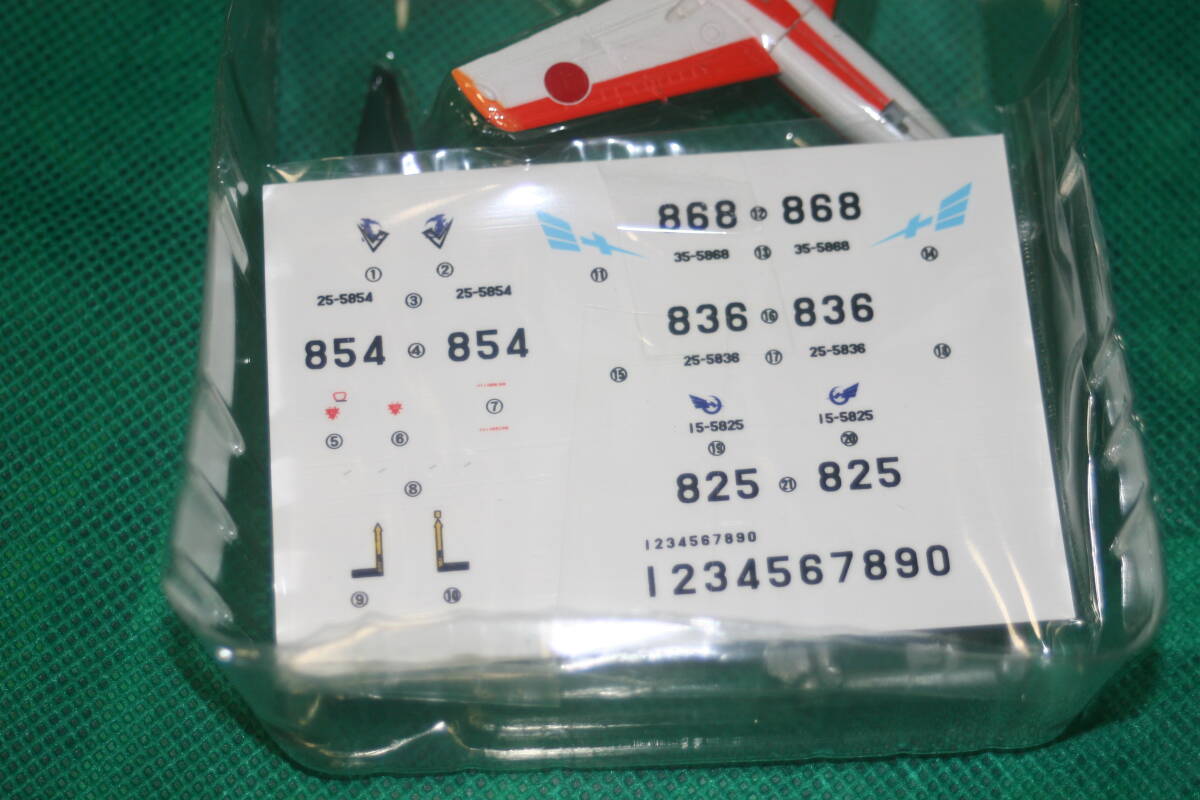 ① ②
25-5854 ③ 25-5854
854 ④ 854
⑤ ⑥ ⑦
⑧
⑨ ⑩
868 ⑫ 868
⑪ 35-5868 ⑬ 35-5868 ⑭
836 ⑯ 836
⑮ 25-5836 ⑰ 25-5836 ⑱
15-5825 15-5825
⑲ ⑳
825 ㉑ 825
1234567890
1234567890